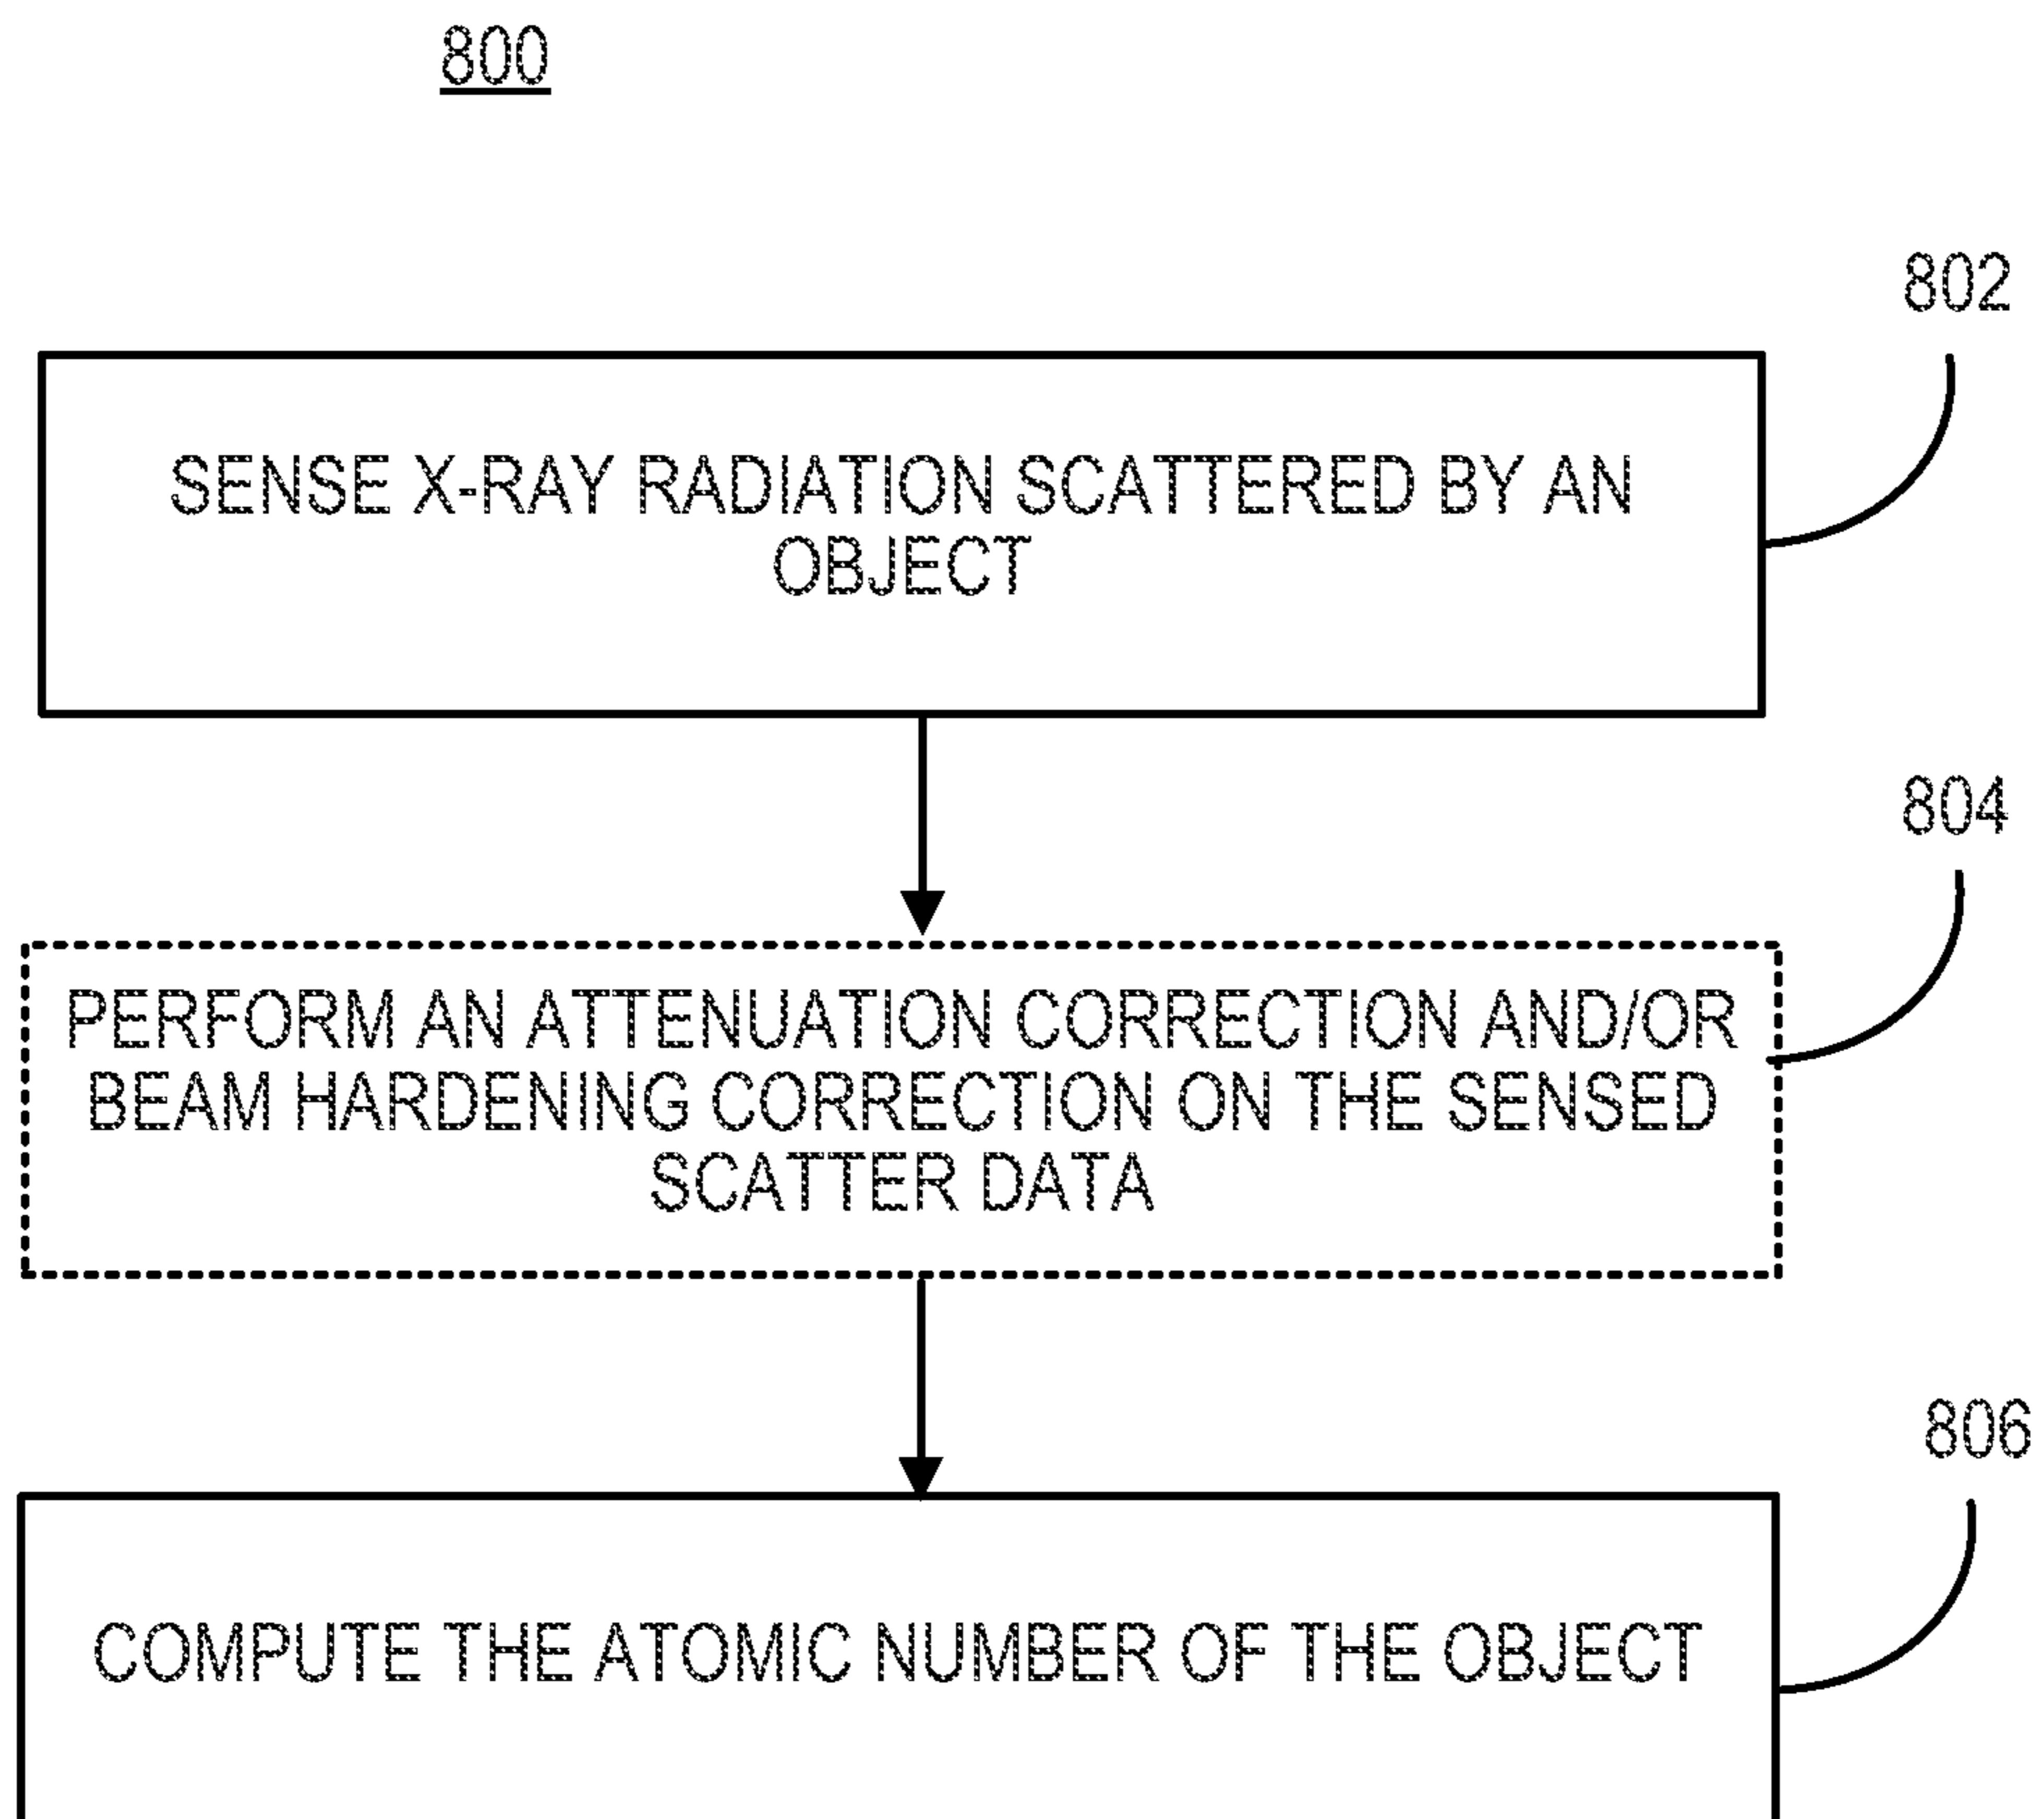 800
802
SENSE X-RAY RADIATION SCATTERED BY AN
OBJECT
804
PERFORM AN ATTENUATION CORRECTION AND/OR
BEAM HARDENING CORRECTION ON THE SENSED
SCATTER DATA
806
COMPUTE THE ATOMIC NUMBER OF THE OBJECT